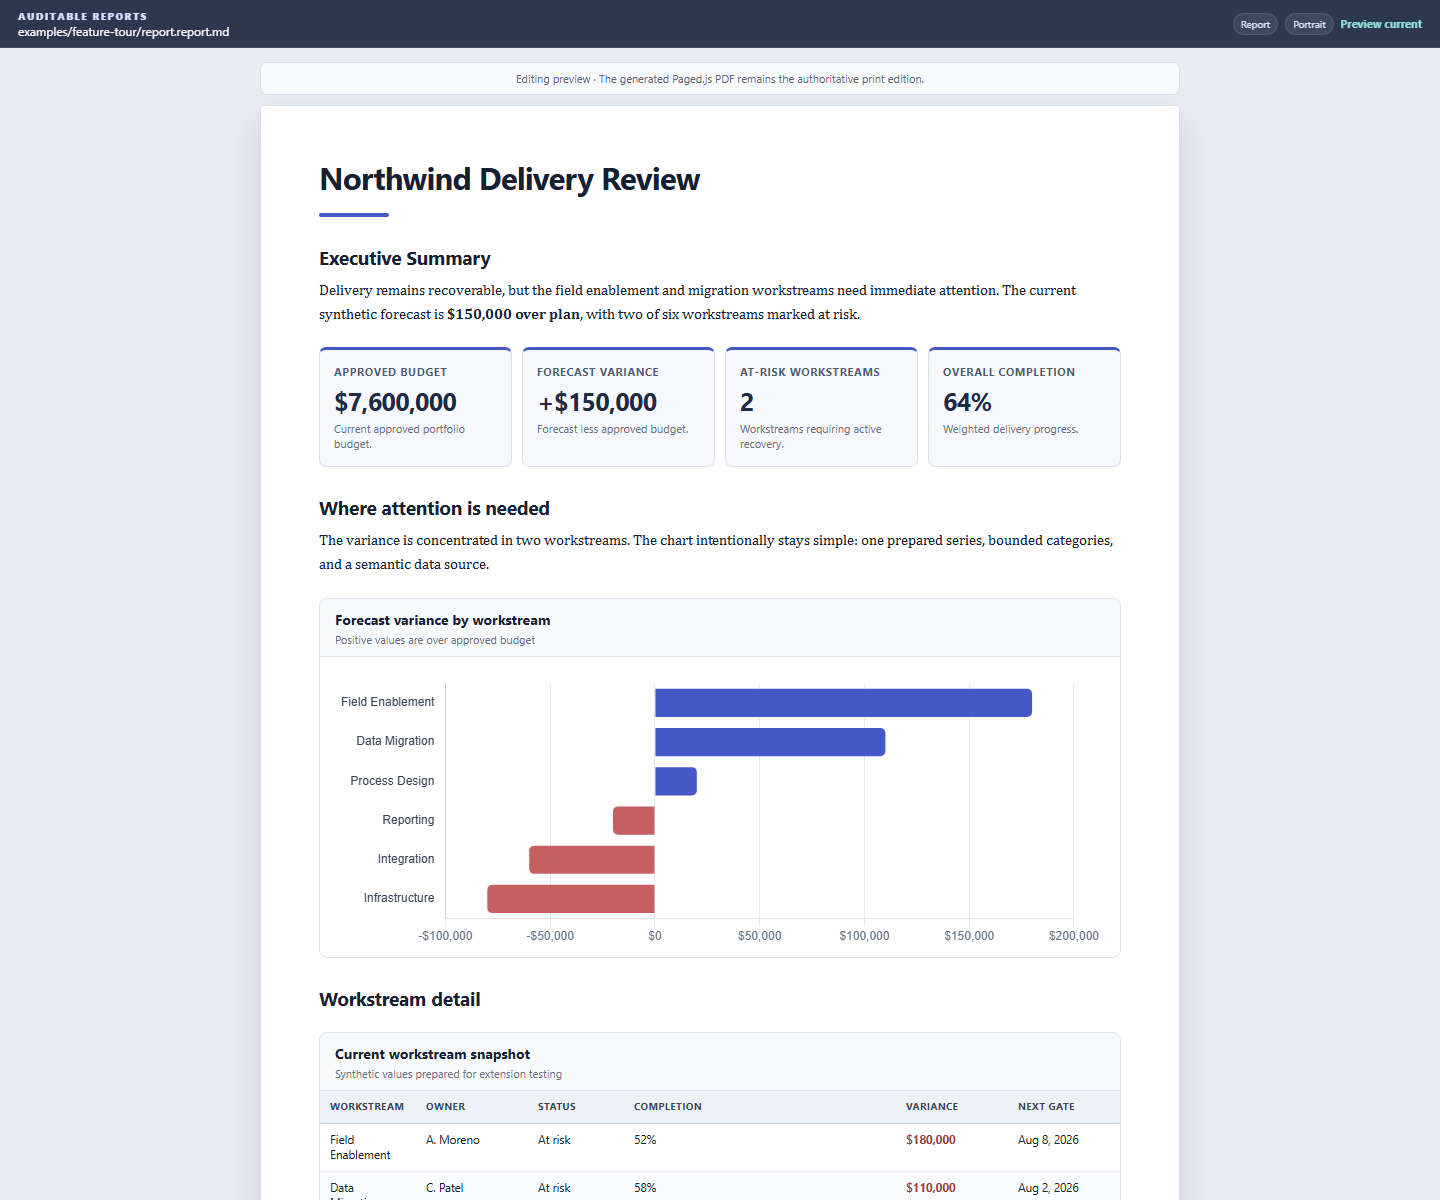 AUDITABLE REPORTS
examples/feature-tour/report.report.md
Report
Portrait
Preview current
Editing preview · The generated Paged.js PDF remains the authoritative print edition.
Northwind Delivery Review
Executive Summary
Delivery remains recoverable, but the field enablement and migration workstreams need immediate attention. The current
synthetic forecast is $150,000 over plan, with two of six workstreams marked at risk.
APPROVED BUDGET
$7,600,000
Current approved portfolio
budget.
FORECAST VARIANCE
+$150,000
Forecast less approved budget.
AT-RISK WORKSTREAMS
2
Workstreams requiring active
recovery.
OVERALL COMPLETION
64%
Weighted delivery progress.
Where attention is needed
The variance is concentrated in two workstreams. The chart intentionally stays simple: one prepared series, bounded categories,
and a semantic data source.
Forecast variance by workstream
Positive values are over approved budget
Field Enablement
Data Migration
Process Design
Reporting
Integration
Infrastructure
-$100,000 -$50,000 $0 $50,000 $100,000 $150,000 $200,000
Workstream detail
Current workstream snapshot
Synthetic values prepared for extension testing
WORKSTREAM OWNER STATUS COMPLETION VARIANCE NEXT GATE
Field
Enablement
A. Moreno At risk 52% $180,000 Aug 8, 2026
Data
C. Patel At risk 58% $110,000 Aug 2, 2026